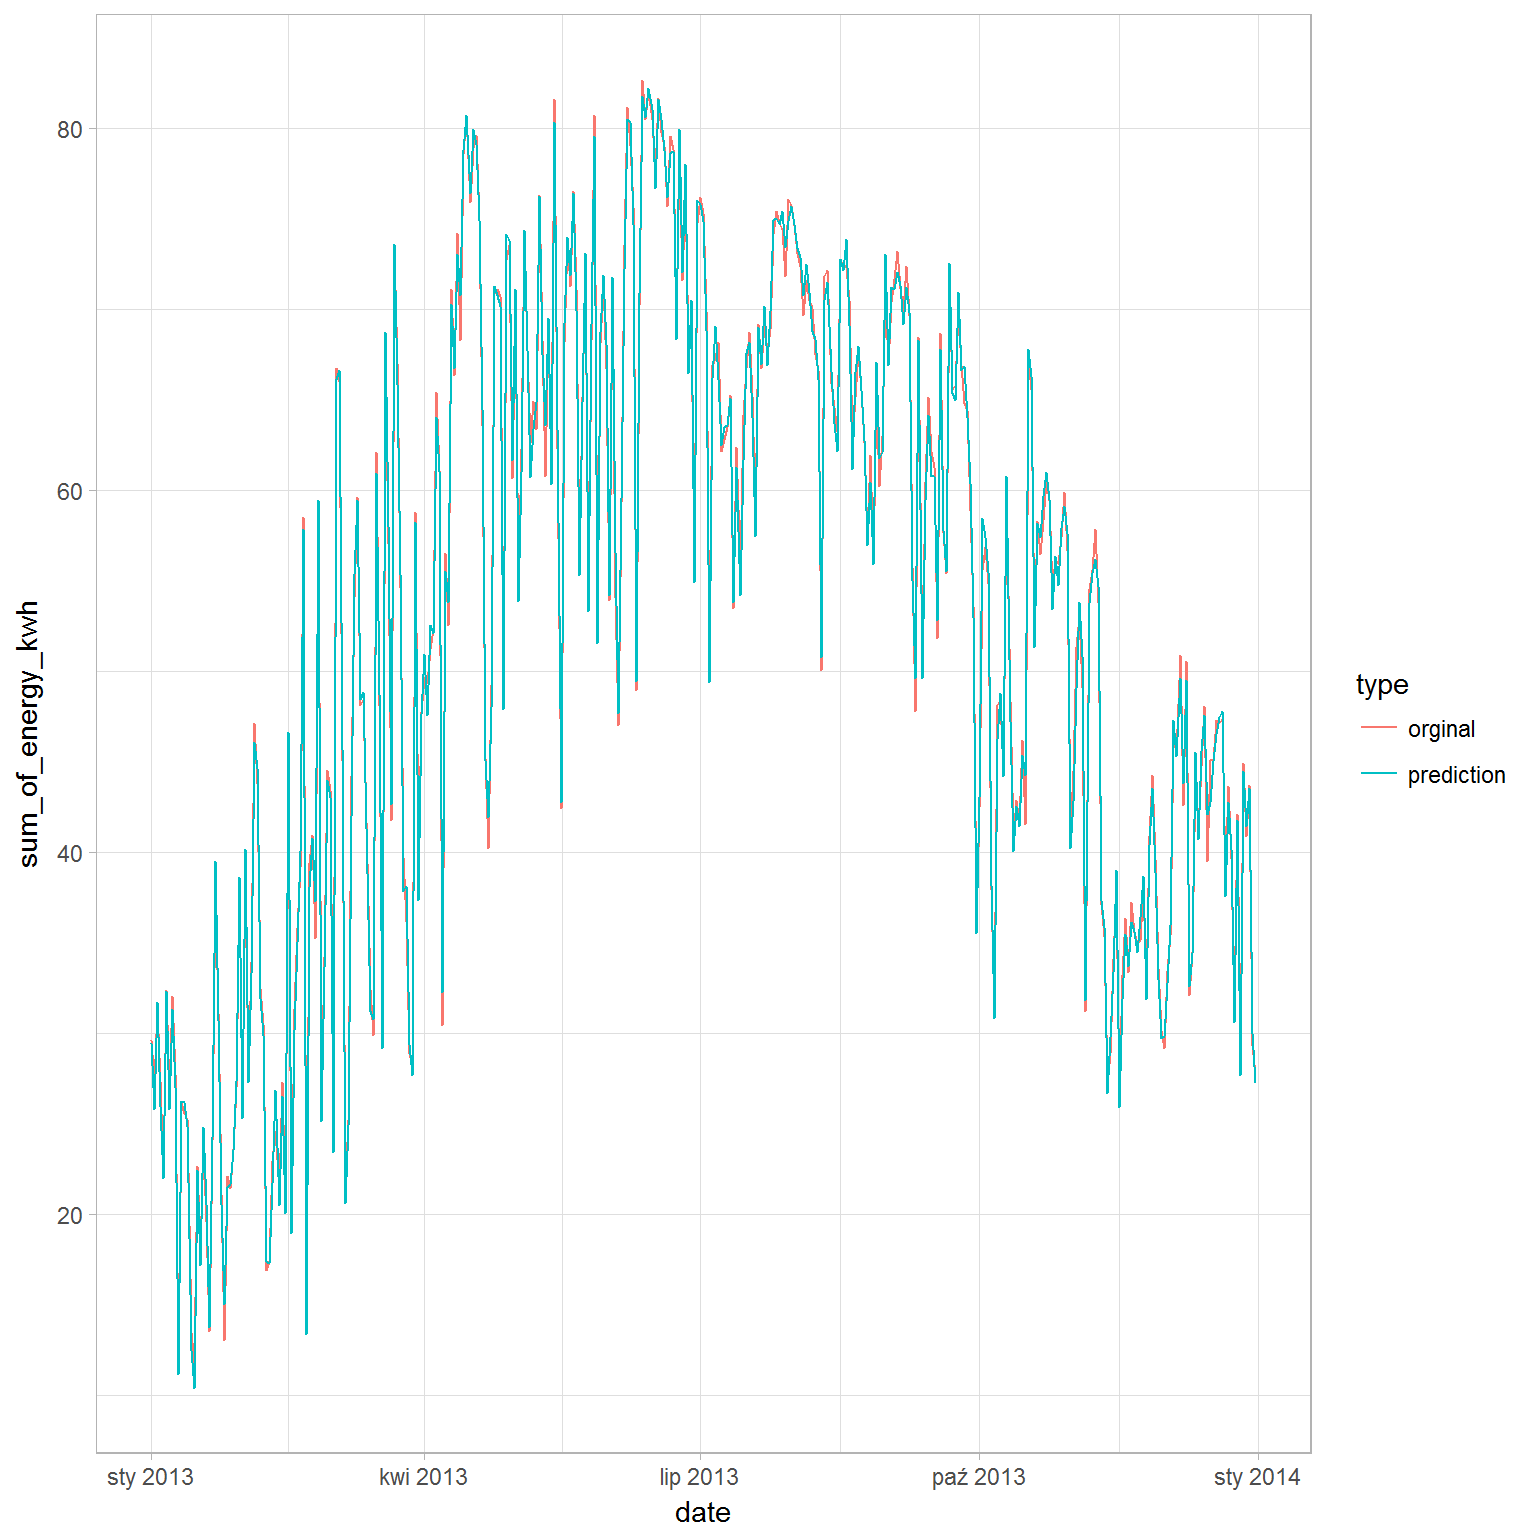 80
60
40
20
sum_of_energy_kwh
sty 2013
kwi 2013
lip 2013
paź 2013
sty 2014
date
type
orginal
prediction